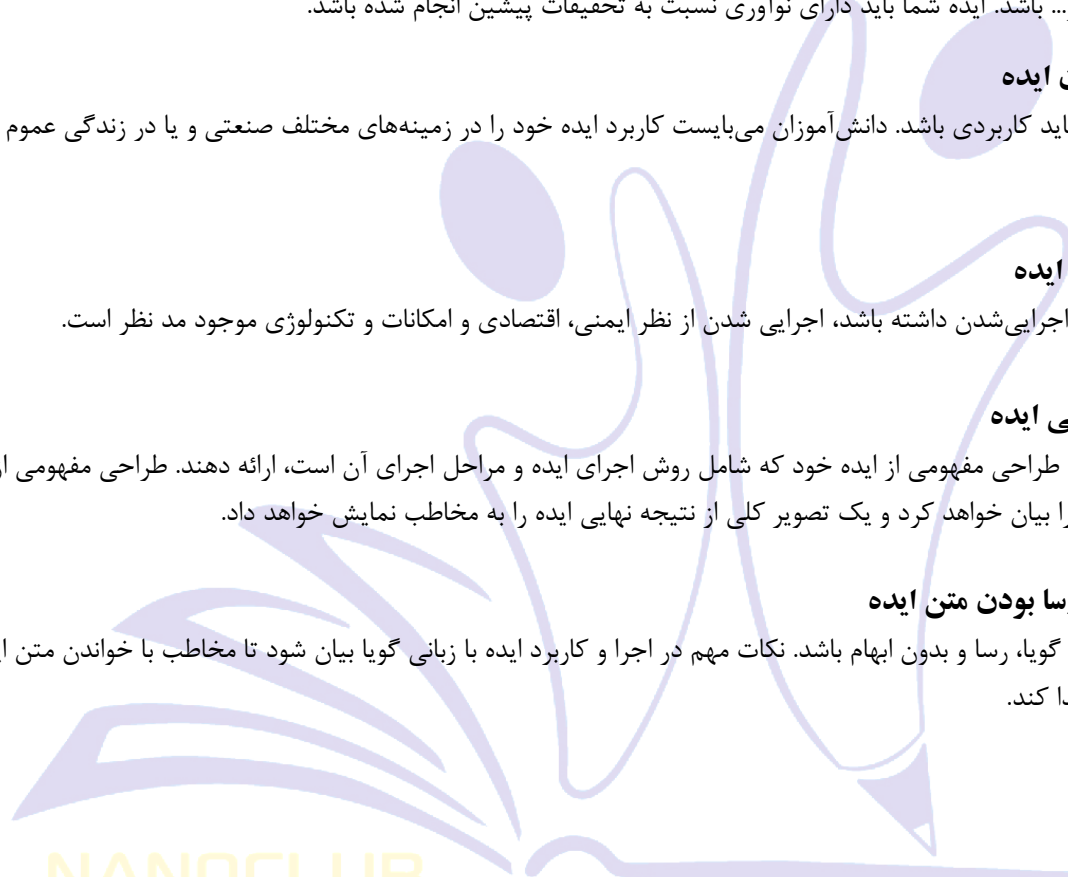 ... باشد. ایده شما باید دارای نوآوری نسبت به تحقیقات پیشین انجام شده باشد.
ایده
کاربردی باشد. دانش‌آموزان می‌بایست کاربرد ایده خود را در زمینه‌های مختلف صنعتی و یا در زندگی عموم
ایده
اجرایی‌شدن داشته باشد، اجرایی شدن از نظر ایمنی، اقتصادی و امکانات و تکنولوژی موجود مد نظر است.
ایده
طراحی مفهومی از ایده خود که شامل روش اجرای ایده و مراحل اجرای آن است، ارائه دهند. طراحی مفهومی
بیان خواهد کرد و یک تصویر کلی از نتیجه نهایی ایده را به مخاطب نمایش خواهد داد.
بودن متن ایده
گویا، رسا و بدون ابهام باشد. نکات مهم در اجرا و کاربرد ایده با زبانی گویا بیان شود تا مخاطب با خواندن متن
کند.
NANOCLUB